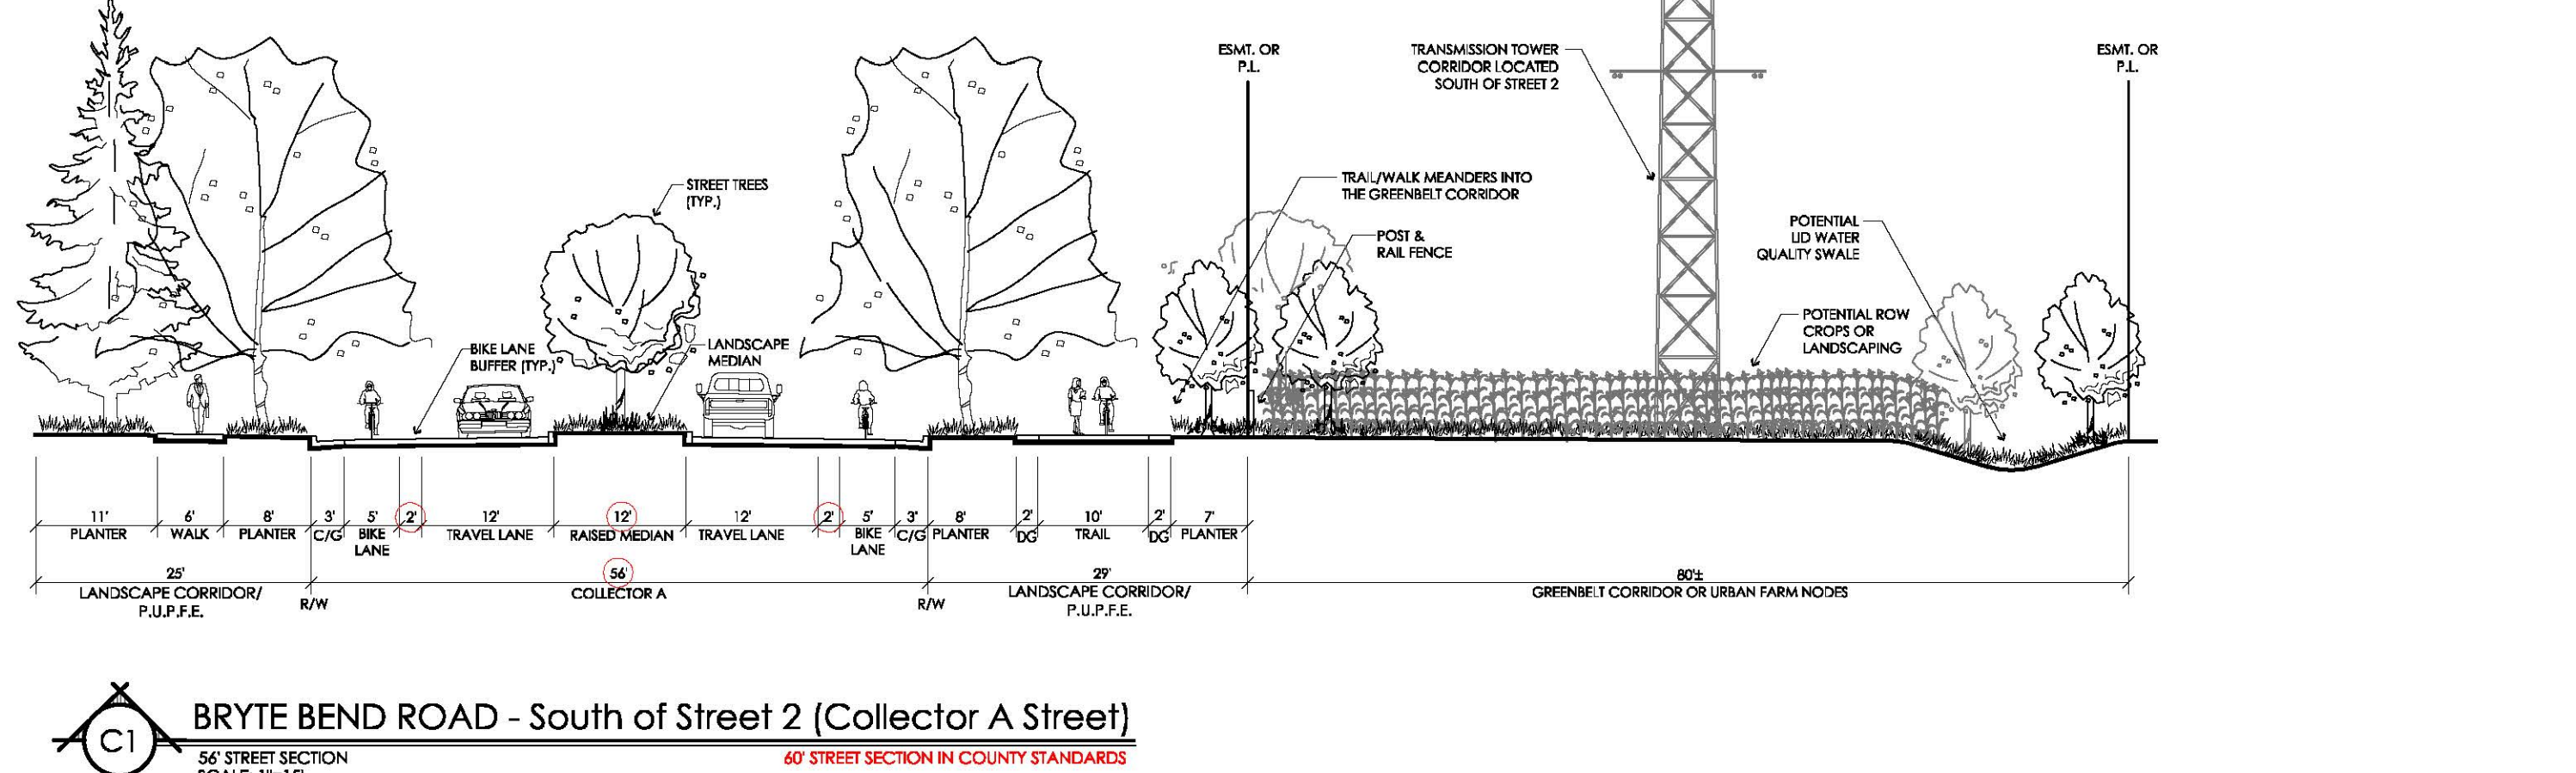 ESMT. OR
P.L.
TRANSMISSION TOWER
CORRIDOR LOCATED
SOUTH OF STREET 2
ESMT. OR
P.L.
STREET TREES
(TYP.)
TRAIL/WALK MEANDERS INTO
THE GREENBELT CORRIDOR
POST &
RAIL FENCE
POTENTIAL
LID WATER
QUALITY SWALE
POTENTIAL ROW
CROPS OR
LANDSCAPING
BIKE LANE
BUFFER (TYP.)
LANDSCAPE
MEDIAN
11' 6' 8' 3' 5' 2' 12' 12' 12' 2' 5' 3' 8' 2' 10' 2' 7'
PLANTER WALK PLANTER C/G BIKE TRAVEL LANE RAISED MEDIAN TRAVEL LANE BIKE C/G PLANTER DG TRAIL DG PLANTER
LANE LANE
25' 56' 29' 80'±
LANDSCAPE CORRIDOR/ R/W COLLECTOR A R/W LANDSCAPE CORRIDOR/ GREENBELT CORRIDOR OR URBAN FARM NODES
P.U.P.F.E. P.U.P.F.E.
BRYTE BEND ROAD - South of Street 2 (Collector A Street)
C1
56' STREET SECTION 60' STREET SECTION IN COUNTY STANDARDS